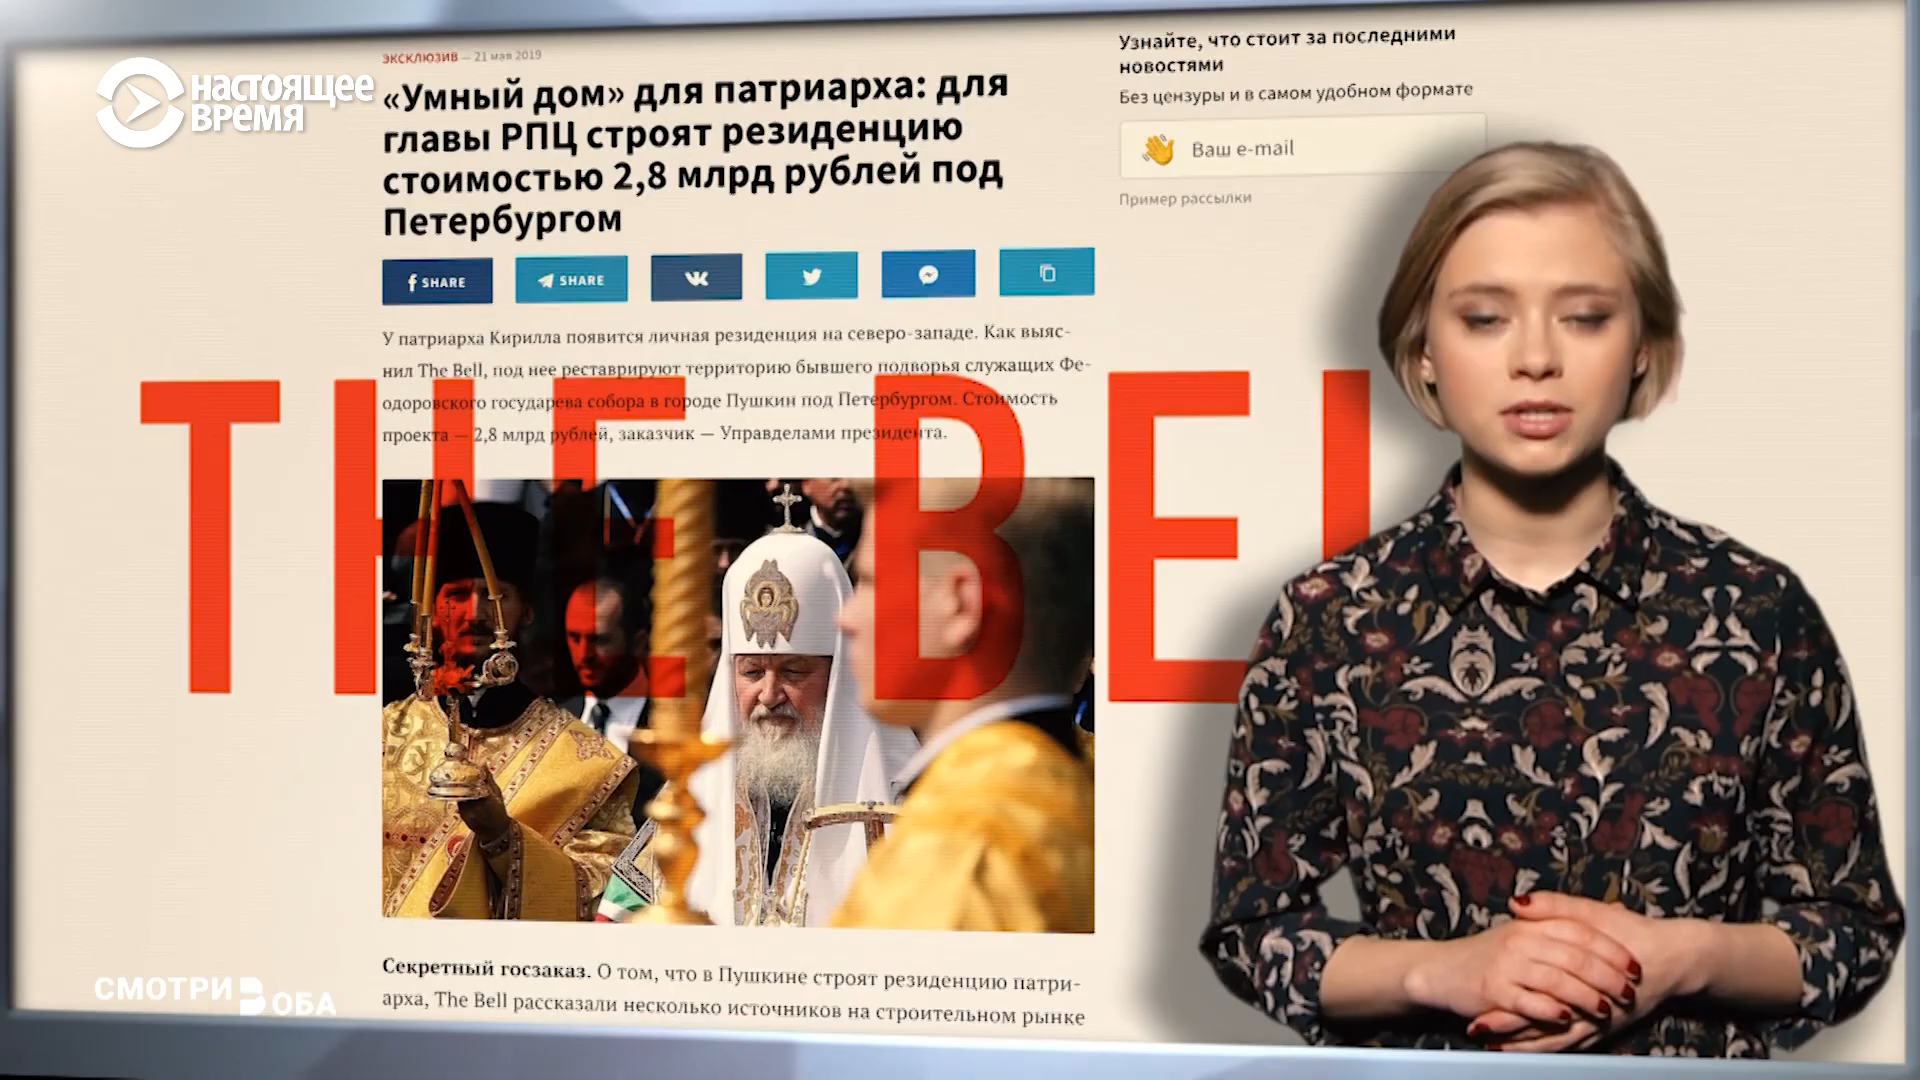 ЭКСКЛЮЗИВ — 21 мая 2019
настоящее
время
«Умный дом» для патриарха: для
главы РПЦ строят резиденцию
стоимостью 2,8 млрд рублей под
Петербургом
SHARE
SHARE
У патриарха Кирилла появится личная резиденция на северо-западе. Как выяс-
нил The Bell, под нее реставрируют территорию бывшего подворья служащих Фе-
одоровского государева собора в городе Пушкин под Петербургом. Стоимость
проекта — 2,8 млрд рублей, заказчик — Управделами президента.
THE BEL
Секретный госзаказ. О том, что в Пушкине строят резиденцию патри-
арха, The Bell рассказали несколько источников на строительном рынке
Узнайте, что стоит за последними
новостями
Без цензуры и в самом удобном формате
Ваш e-mail
Пример рассылки
СМОТРИ В ОБА